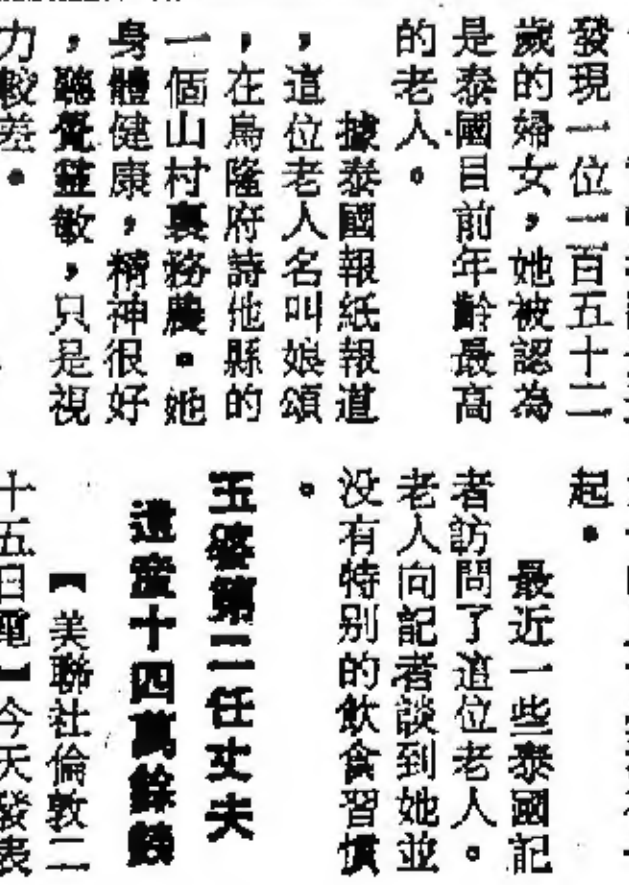 發現一位一百五十二
歲的婦女，她被認為
是泰國目前年齡最高
的老人。
據泰國報紙報道
，這位老人名叫娘頌
，在烏隆府詩他縣的
一個山村裏務農。她
身體健康，精神很好
，聽覺靈敏，只是視
力較差。
起。
最近一些泰國記
者訪問了這位老人。
老人向記者談到她並
没有特别的飲食習慣
。
玉婆第二任丈夫
遺產十四萬餘鎊
【美聯社倫敦二
十五日電】今天發表